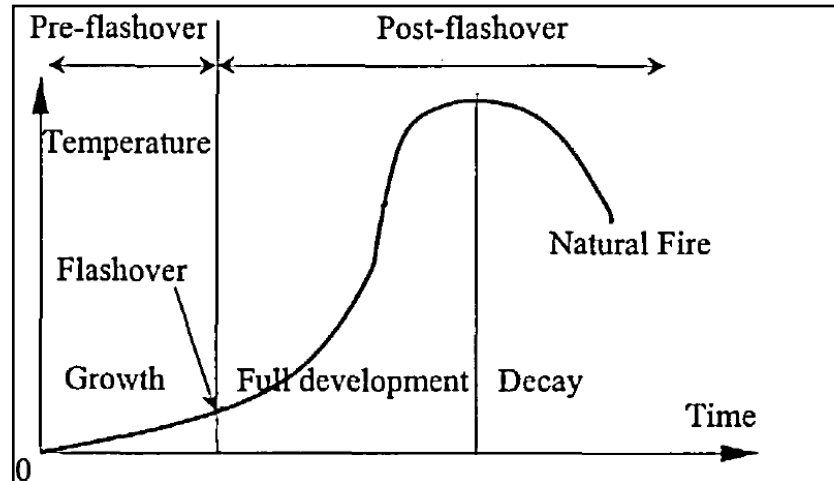 Pre-flashover
Post-flashover
Temperature
Flashover
Natural Fire
Growth
Full development
Decay
Time
0